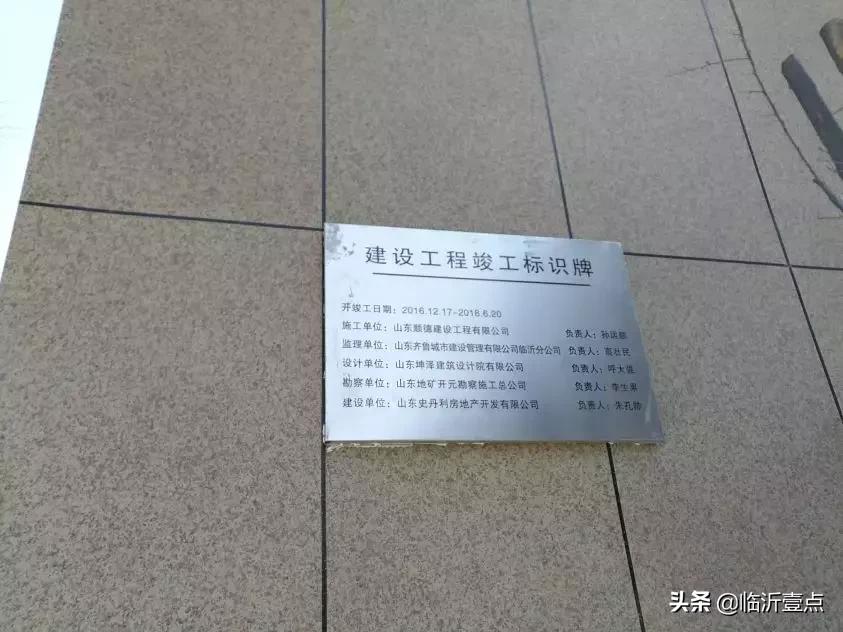 建设工程竣工标识牌
开竣工日期：2016.12.17-2018.6.20
施工单位：山东顺德建设工程有限公司 负责人：孙
监理单位：山东齐鲁城市建设管理有限公司临沂分公司 负责人：葛社民
设计单位：山东坤泽建筑设计院有限公司 负责人：呼大
勘察单位：山东地矿开元勘察施工总公司 负责人：李生果
建设单位：山东史丹利房地产开发有限公司 负责人：朱孔帅
头条 @临沂壹点